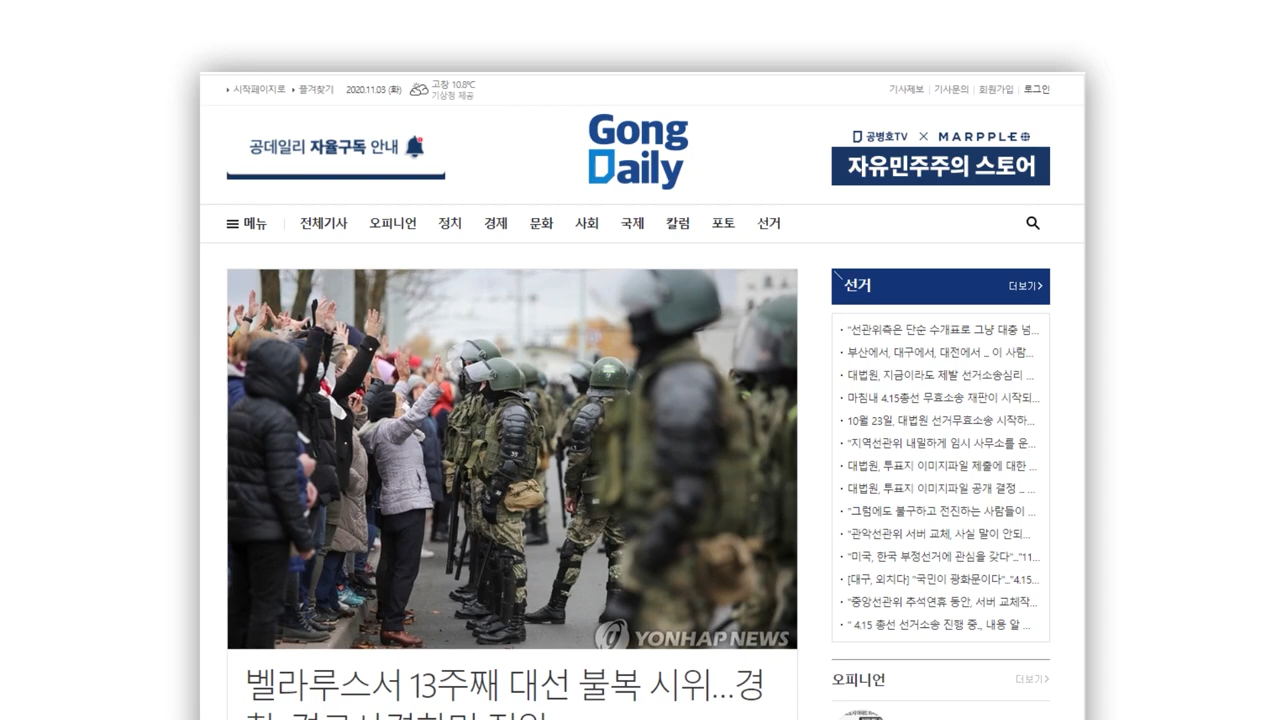 시작페이지로 즐겨찾기 2020.11.03 (화) 고창 10.8℃
기상청 제공
기사제보 기사문의 회원가입 로그인
공데일리 자율구독 안내
Gong
Daily
공병호TV × MARPPLE
자유민주주의 스토어
메뉴 전체기사 오피니언 정치 경제 문화 사회 국제 칼럼 포토 선거
YONHAP NEWS
벨라루스서 13주째 대선 불복 시위...경
선거 더보기
"선관위측은 단순 수개표로 그냥 대충 넘...
부산에서, 대구에서, 대전에서 ... 이 사람...
대법원, 지금이라도 제발 선거소송심리 ...
마침내 4.15총선 무효소송 재판이 시작되...
10월 23일, 대법원 선거무효소송 시작하...
"지역선관위 내밀하게 임시 사무소를 운...
대법원, 투표지 이미지파일 제출에 대한 ...
대법원, 투표지 이미지파일 공개 결정 ... ...
"그럼에도 불구하고 전진하는 사람들이 ...
"관악선관위 서버 교체, 사실 말이 안되...
"미국, 한국 부정선거에 관심을 갖다"..."11...
[대구, 외치다] "국민이 광화문이다"..."4.15...
"중앙선관위 추석연휴 동안, 서버 교체작...
" 4.15 총선 선거소송 진행 중., 내용 알 ...
오피니언 더보기